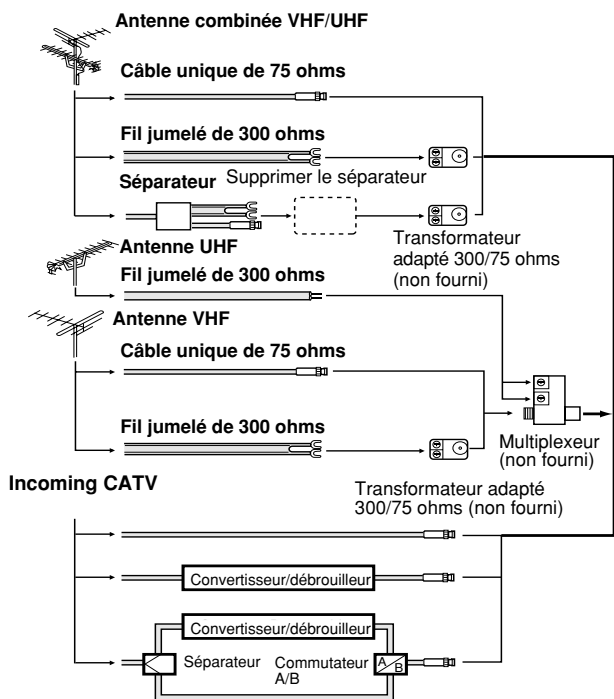 Antenne combinée VHF/UHF
Câble unique de 75 ohms
Fil jumelé de 300 ohms
Séparateur
Supprimer le séparateur
Transformateur
adapté 300/75 ohms
(non fourni)
Antenne UHF
Fil jumelé de 300 ohms
Antenne VHF
Câble unique de 75 ohms
Fil jumelé de 300 ohms
Multiplexeur
(non fourni)
Incoming CATV
Transformateur adapté
300/75 ohms (non fourni)
Convertisseur/débrouilleur
Convertisseur/débrouilleur
Séparateur
Commutateur
A/B
A
B